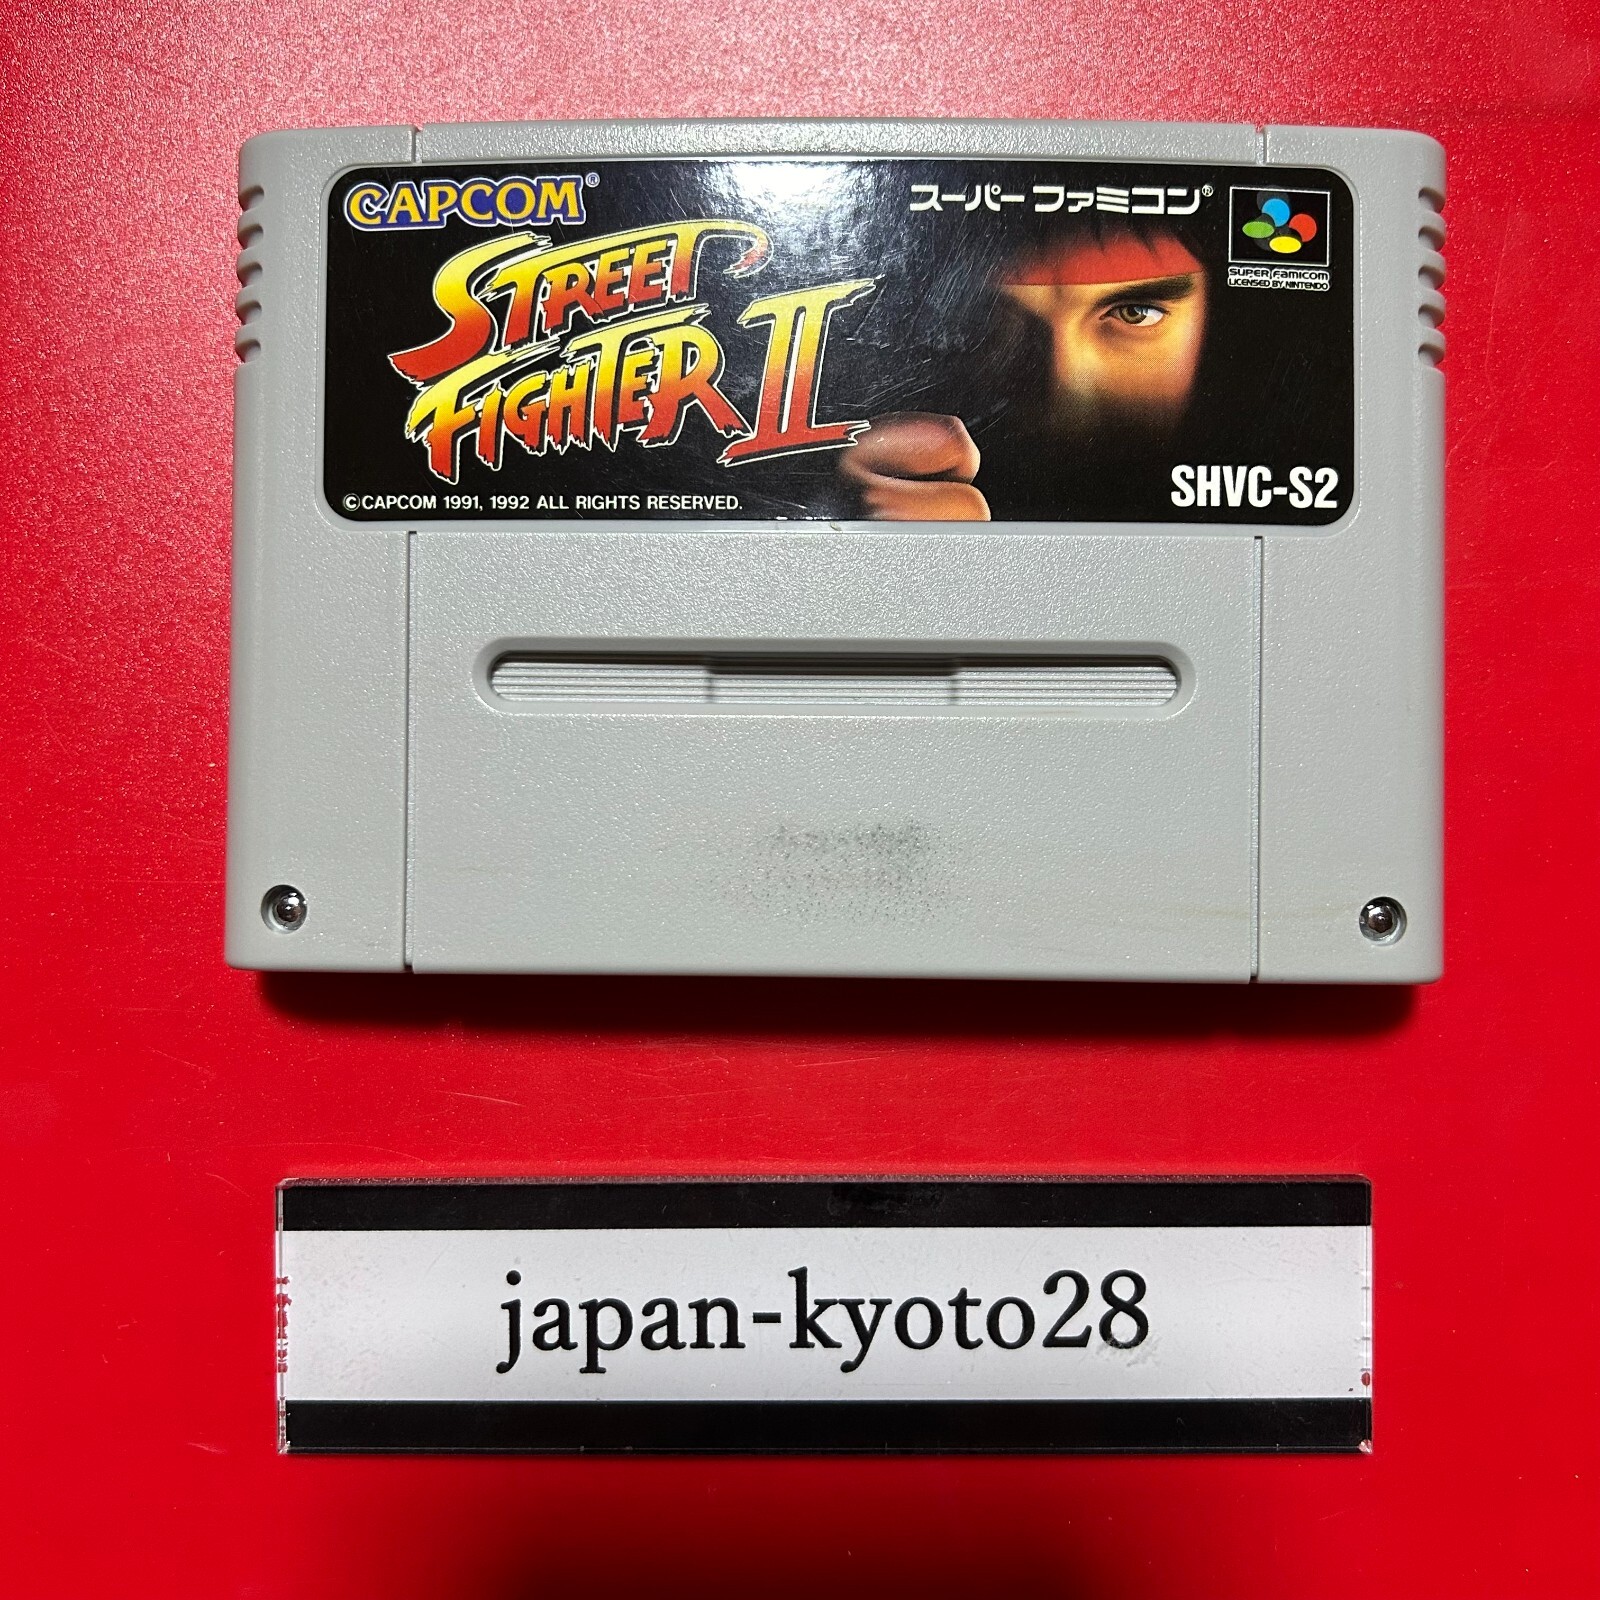 CAPCOM®
スーパーファミコン®
STREET
FIGHTER II
SUPER FAMICOM
LICENSED BY NINTENDO
©CAPCOM 1991, 1992 ALL RIGHTS RESERVED.
SHVC-S2
japan-kyoto28